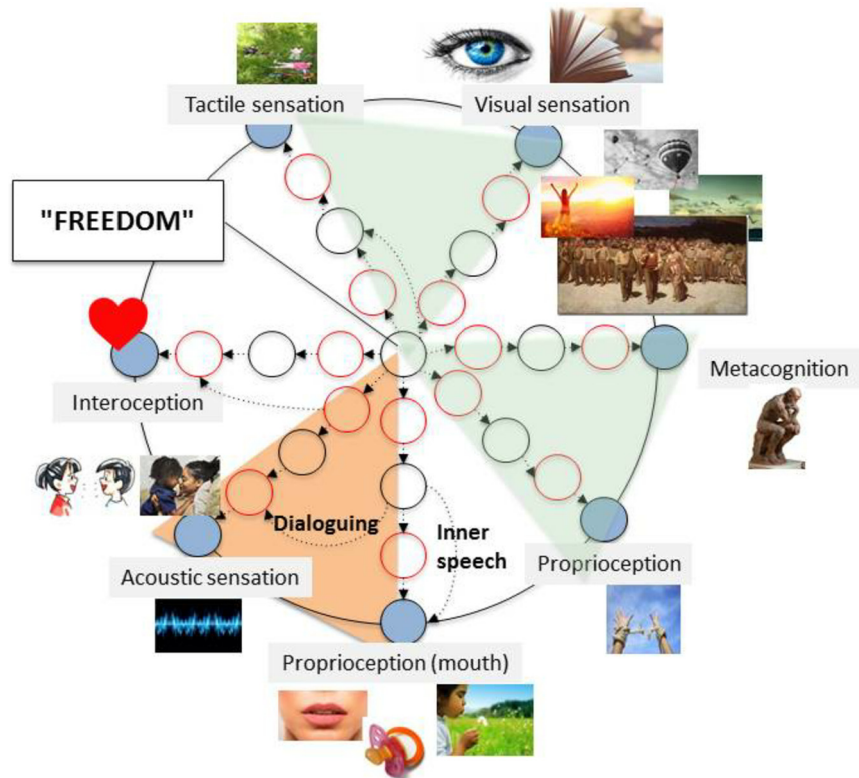 Tactile sensation
Visual sensation
"FREEDOM"
Metacognition
Interoception
Dialoguing
Inner
speech
Proprioception
Acoustic sensation
Proprioception (mouth)